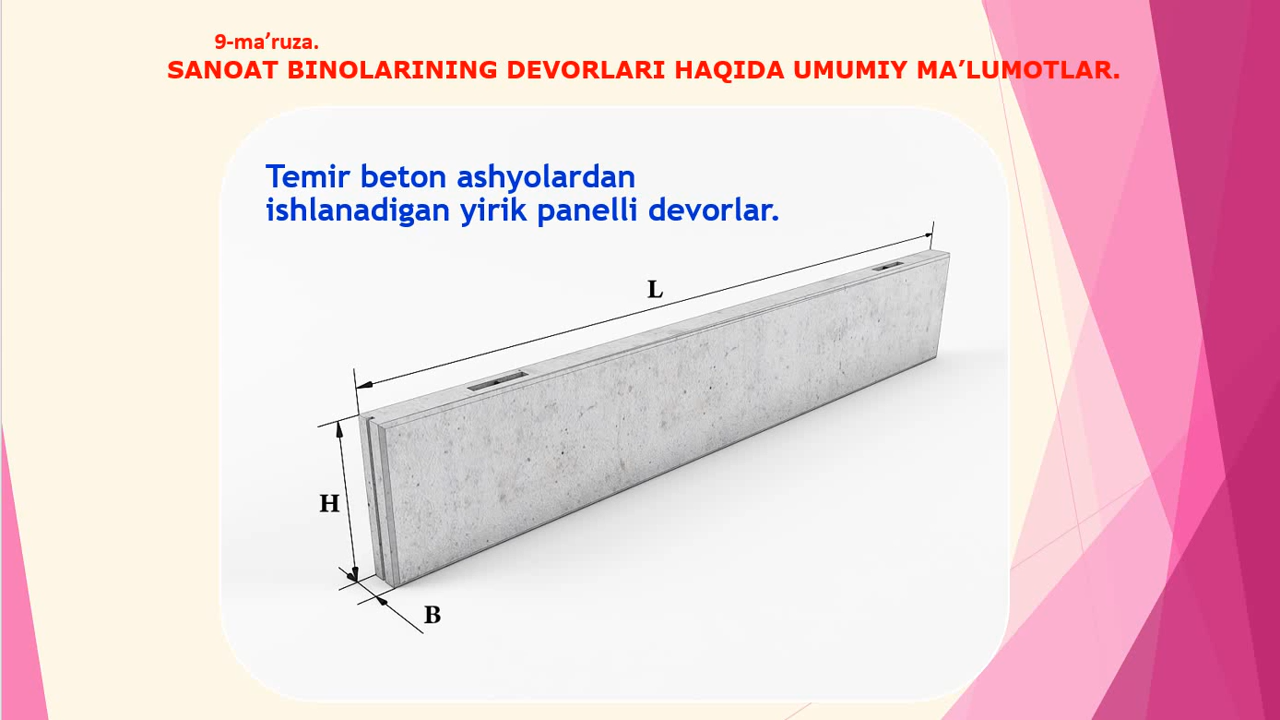 9-ma’ruza.
SANOAT BINOLARINING DEVORLARI HAQIDA UMUMIY MA’LUMOTLAR.
Temir beton ashyolardan
ishlanadigan yirik panelli devorlar.
L
H
B